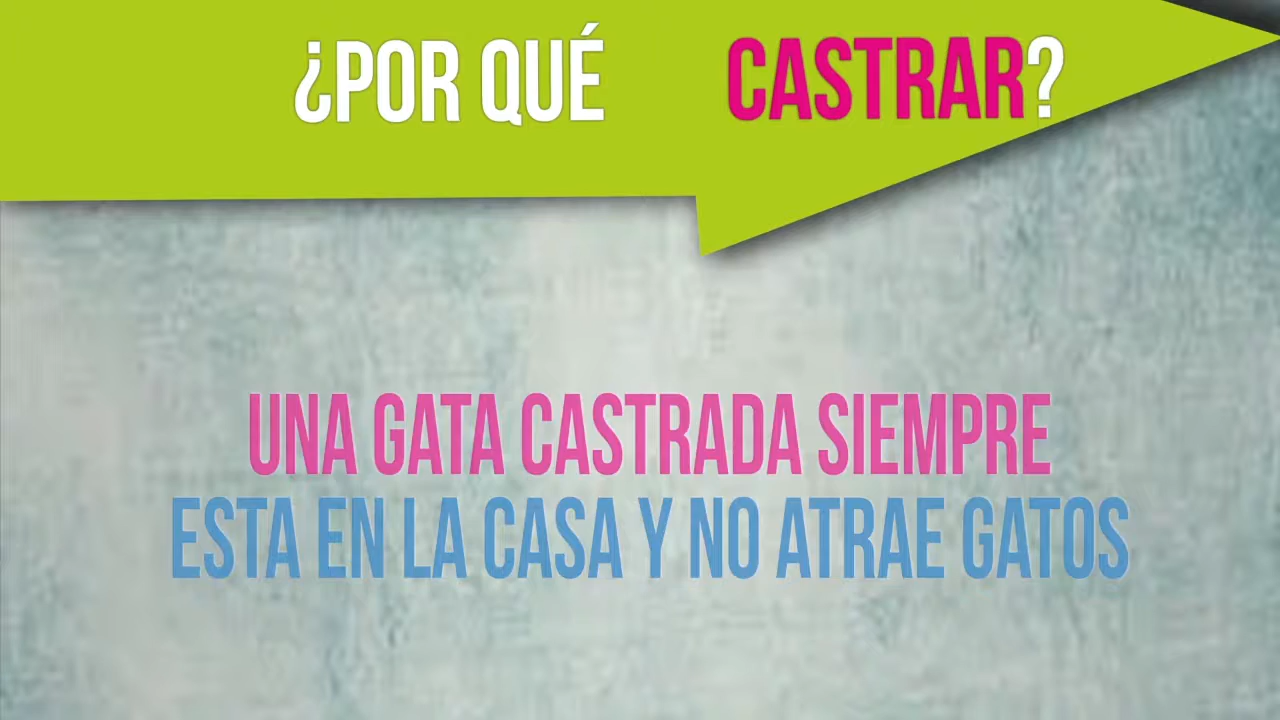 ¿POR QUÉ CASTRAR?
UNA GATA CASTRADA SIEMPRE
ESTA EN LA CASA Y NO ATRAE GATOS